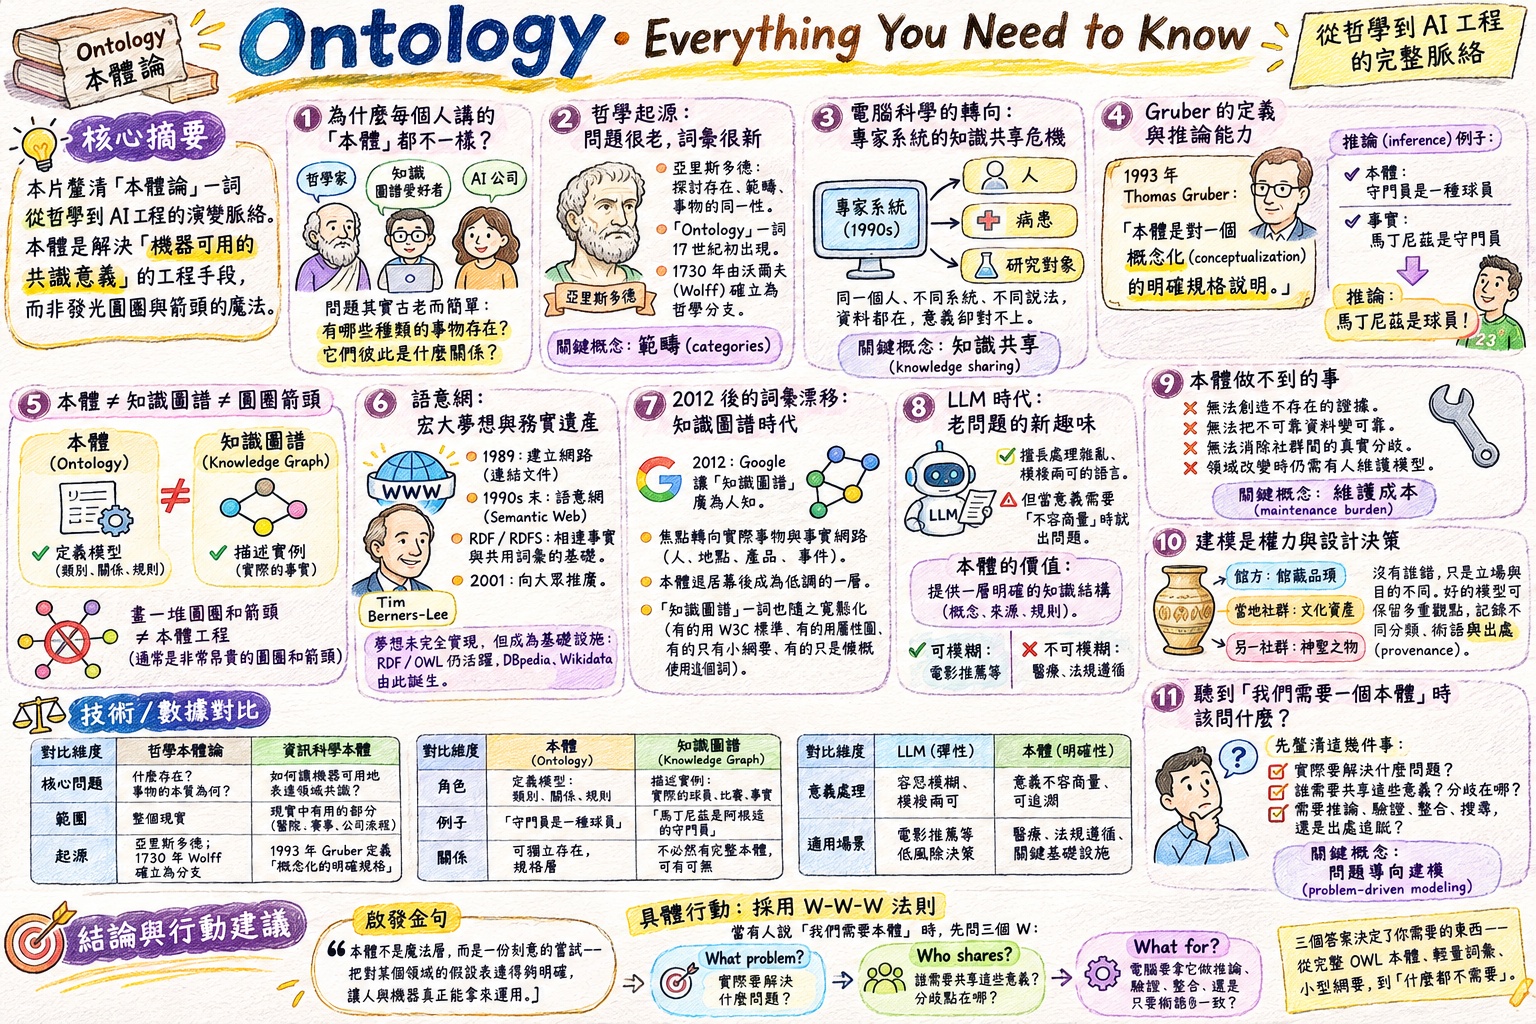 Ontology
本體論
Ontology · Everything You Need to Know
從哲學到 AI 工程
的完整脈絡
核心摘要
本片釐清「本體論」一詞
從哲學到 AI 工程的演變脈絡。
本體是解決「機器可用的
共識意義」的工程手段，
而非發光圓圈與箭頭的魔法。
1 為什麼每個人講的
「本體」都不一樣？
哲學家
知識
圖譜愛好者
AI 公司
問題其實古老而簡單：
有哪些種類的事物存在？
它們彼此是什麼關係？
2 哲學起源：
問題很老，詞彙很新
亞里斯多德
亞里斯多德：
探討存在、範疇、
事物的同一性。
「Ontology」一詞
17 世紀初出現。
1730 年由沃爾夫
(Wolff) 確立為
哲學分支。
關鍵概念：範疇 (categories)
3 電腦科學的轉向：
專家系統的知識共享危機
專家系統
(1990s)
人
病患
研究對象
同一個人、不同系統、不同說法，
資料都在，意義卻對不上。
關鍵概念：知識共享
(knowledge sharing)
4 Gruber 的定義
與推論能力
1993 年
Thomas Gruber：
「本體是對一個
概念化 (conceptualization)
的明確規格說明。」
推論 (inference) 例子：
本體：
守門員是一種球員
事實：
馬丁尼茲是守門員
推論：
馬丁尼茲是球員！
23
5 本體 ≠ 知識圖譜 ≠ 圓圈箭頭
本體
(Ontology)
定義模型
(類別、關係、規則)
≠
知識圖譜
(Knowledge Graph)
描述實例
(實際的事實)
畫一堆圓圈和箭頭
≠ 本體工程
(通常是非常昂貴的圓圈和箭頭)
6 語意網：
宏大夢想與務實遺產
WWW
Tim
Berners-Lee
1989：建立網路
(連結文件)
1990s 末：語意網
(Semantic Web)
RDF / RDFS：相連事實
與共用詞彙的基礎。
2001：向大眾推廣。
夢想未完全實現，但成為基礎設施：
RDF / OWL 仍活躍，DBpedia、Wikidata
由此誕生。
7 2012 後的詞彙漂移：
知識圖譜時代
2012：Google
讓「知識圖譜」
廣為人知。
焦點轉向實際事物與事實網路
(人、地點、產品、事件)。
本體退居幕後成為低調的一層。
「知識圖譜」一詞也隨之寬鬆化
(有的用 W3C 標準、有的用屬性圖、
有的只有小綱要、有的只是慷概
使用這個詞)。
8 LLM 時代：
老問題的新趣味
LLM
擅長處理雜亂、
模稜兩可的語言。
但當意義需要
「不容商量」時就
出問題。
本體的價值：
提供一層明確的知識結構
(概念、來源、規則)。
可模糊：
電影推薦等
不可模糊：
醫療、法規遵循
9 本體做不到的事
無法創造不存在的證據。
無法把不可靠資料變可靠。
無法消除社群間的真實分歧。
領域改變時仍需有人維護模型。
關鍵概念：維護成本
(maintenance burden)
10 建模是權力與設計決策
館方：館藏品項
當地社群：文化資產
另一社群：神聖之物
沒有誰錯，只是立場與
目的不同。好的模型可
保留多重觀點，記錄不
同分類、術語與出處
(provenance)。
11 聽到「我們需要一個本體」時
該問什麼？
?
先釐清這幾件事：
實際要解決什麼問題？
誰需要共享這些意義？分歧在哪？
需要推論、驗證、整合、搜尋，
還是出處追蹤？
關鍵概念：
問題導向建模
(problem-driven modeling)
技術 / 數據對比
對比維度 哲學本體論 資訊科學本體
核心問題 什麼存在？
事物的本質為何？ 如何讓機器可用地
表達領域共識？
範圍 整個現實 現實中有用的部分
(醫院、賽事、公司流程)
起源 亞里斯多德；
1730 年 Wolff
確立為分支 1993 年 Gruber 定義
「概念化的明確規格」
對比維度 本體
(Ontology) 知識圖譜
(Knowledge Graph)
角色 定義模型：
類別、關係、規則 描述實例：
實際的球員、比賽、事實
例子 「守門員是一種球員」 「馬丁尼茲是阿根廷
的守門員」
關係 可獨立存在，
規格層 不必然有完整本體，
可有可無
對比維度 LLM (彈性) 本體 (明確性)
意義處理 容忍模糊、
模稜兩可 意義不容商量、
可追溯
適用場景 電影推薦等
低風險決策 醫療、法規遵循、
關鍵基礎設施
結論與行動建議
啟發金句
“本體不是魔法層，而是一份刻意的嘗試——
把對某個領域的假設表達得夠明確，
讓人與機器真正能拿來運用。」
具體行動：採用 W-W-W 法則
當有人說「我們需要本體」時，先問三個 W：
What problem?
實際要解決
什麼問題？
Who shares?
誰需要共享這些意義？
分歧點在哪？
What for?
電腦要拿它做推論、
驗證、整合、還是
只要術語一致？
三個答案決定了你需要的東西——
從完整 OWL 本體、輕量詞彙、
小型綱要，到「什麼都不需要」。